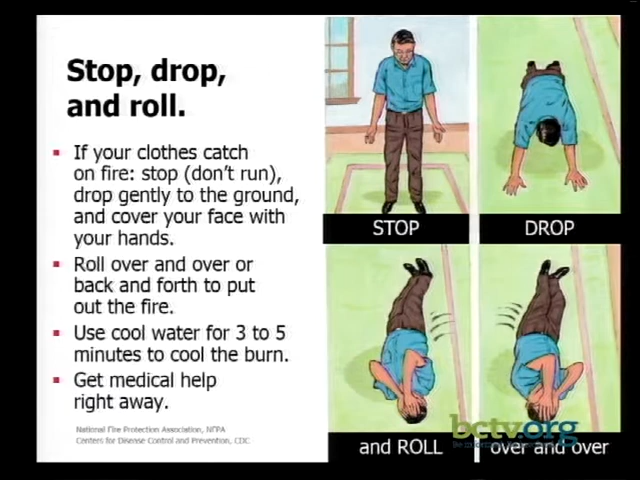 Stop, drop,
and roll.
If your clothes catch
on fire: stop (don't run),
drop gently to the ground,
and cover your face with
your hands.
Roll over and over or
back and forth to put
out the fire.
Use cool water for 3 to 5
minutes to cool the burn.
Get medical help
right away.
National Fire Protection Association, NFPA
Centers for Disease Control and Prevention, CDC
STOP
DROP
and ROLL
over and over
bctv.org